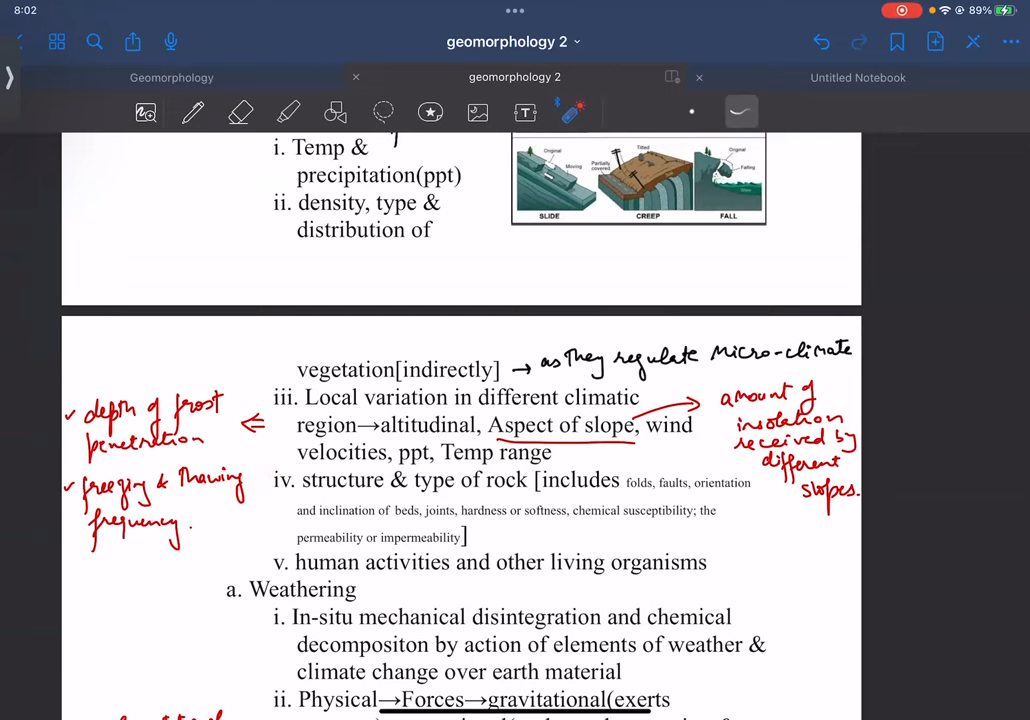 8:02
89%
geomorphology 2
Geomorphology
geomorphology 2
Untitled Notebook
i. Temp &
precipitation(ppt)
ii. density, type &
distribution of
Original
Moving
SLIDE
Partially
covered
Tilted
CREEP
Original
Falling
FALL
vegetation[indirectly] → as They regulate Micro-climate
iii. Local variation in different climatic
region→altitudinal, Aspect of slope, wind
velocities, ppt, Temp range
amount of
insolation
received by
different
slopes.
✓ depth of frost
penetration
✓ freezing & Thawing
frequency.
iv. structure & type of rock [includes folds, faults, orientation
and inclination of beds, joints, hardness or softness, chemical susceptibility; the
permeability or impermeability]
v. human activities and other living organisms
a. Weathering
i. In-situ mechanical disintegration and chemical
decompositon by action of elements of weather &
climate change over earth material
ii. Physical→Forces→gravitational(exerts